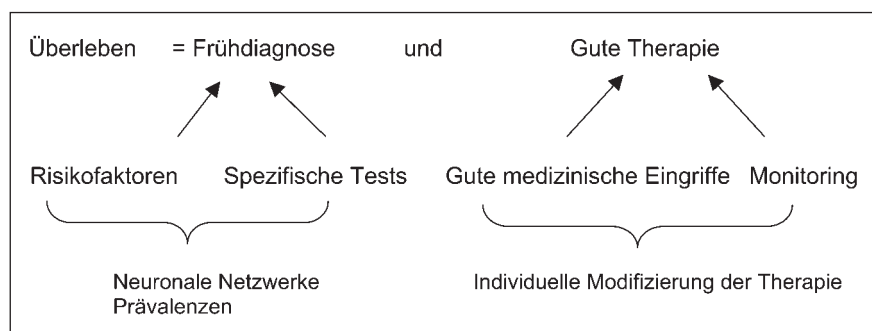 Überleben = Frühdiagnose und Gute Therapie
Risikofaktoren Spezifische Tests Gute medizinische Eingriffe Monitoring
Neuronale Netzwerke
Prävalenzen
Individuelle Modifizierung der Therapie